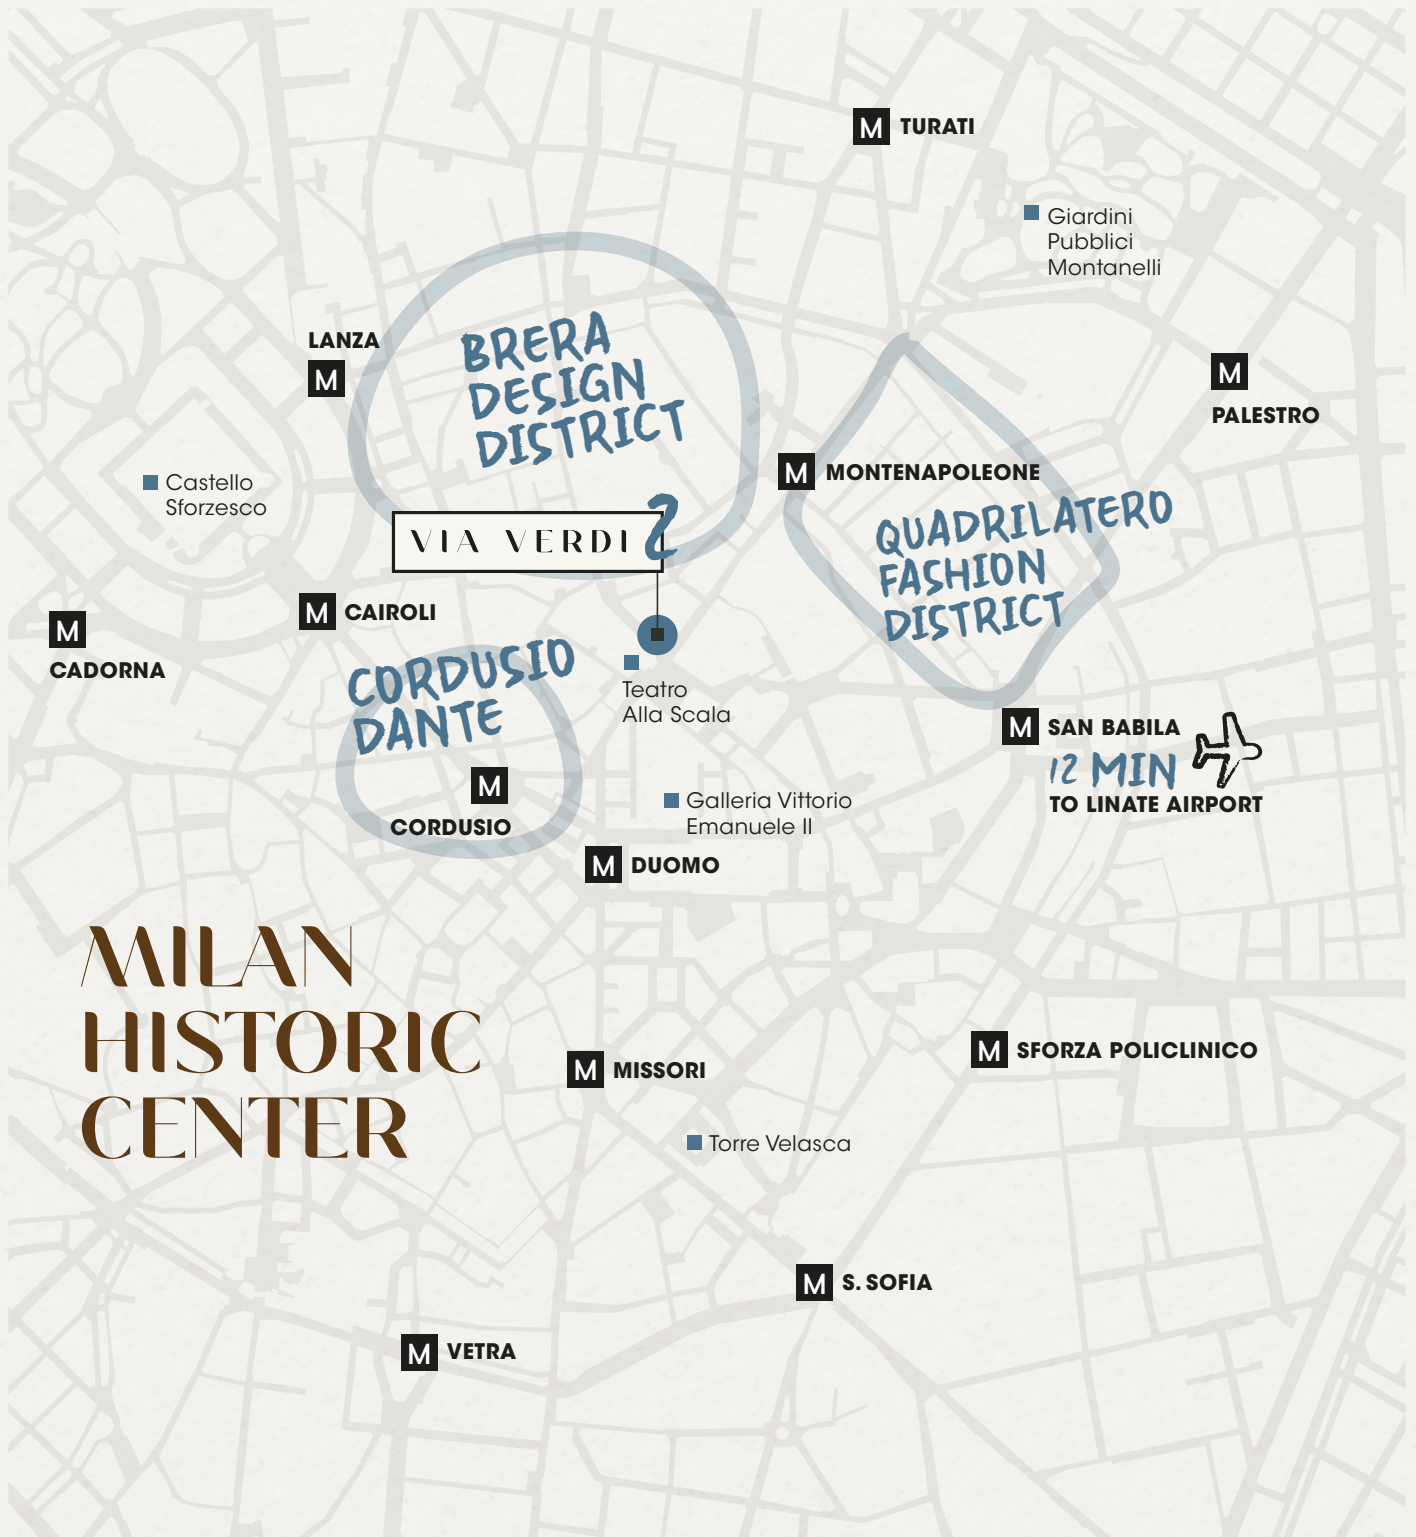 M TURATI
Giardini
Pubblici
Montanelli
LANZA
M
BRERA
DESIGN
DISTRICT
M
PALESTRO
M MONTENAPOLEONE
Castello
Sforzesco
QUADRILATERO
FASHION
DISTRICT
VIA VERDI 2
M CAIROLI
M
CADORNA
CORDUSIO
DANTE
Teatro
Alla Scala
M SAN BABILA
12 MIN
TO LINATE AIRPORT
M
CORDUSIO
Galleria Vittorio
Emanuele II
M DUOMO
MILAN
HISTORIC
CENTER
M SFORZA POLICLINICO
M MISSORI
Torre Velasca
M S. SOFIA
M VETRA